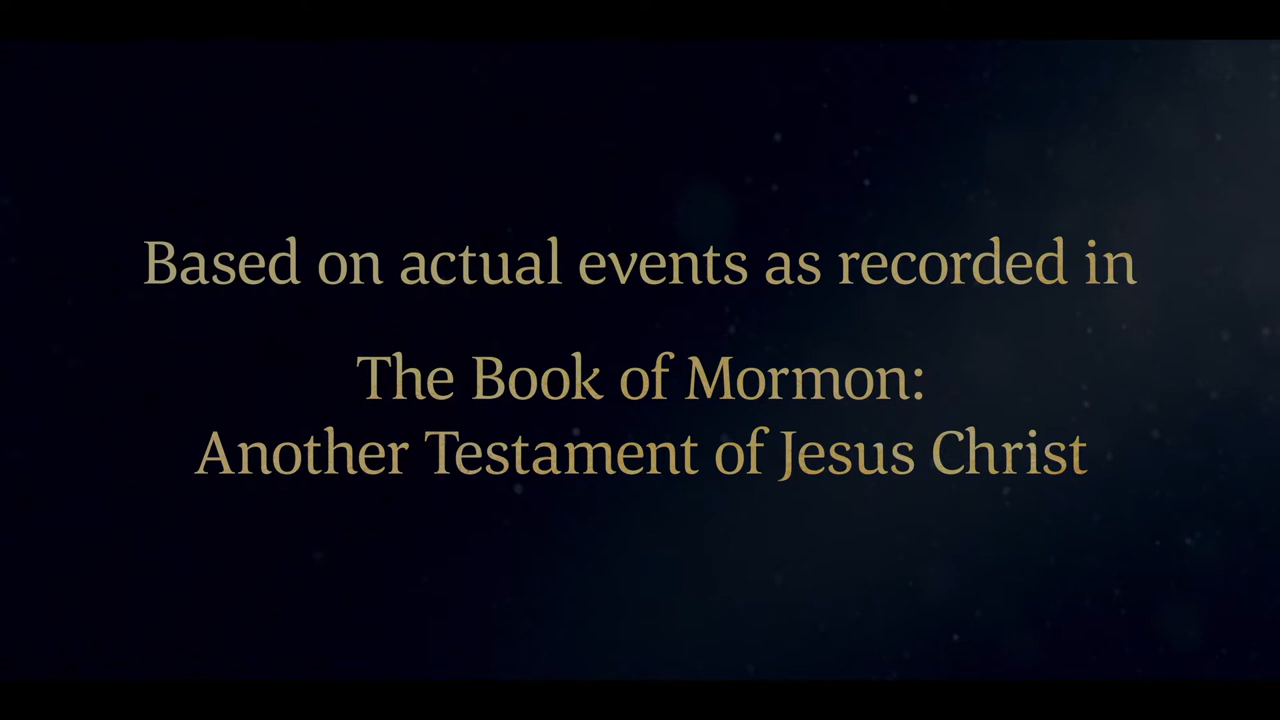 Based on actual events as recorded in
The Book of Mormon:
Another Testament of Jesus Christ